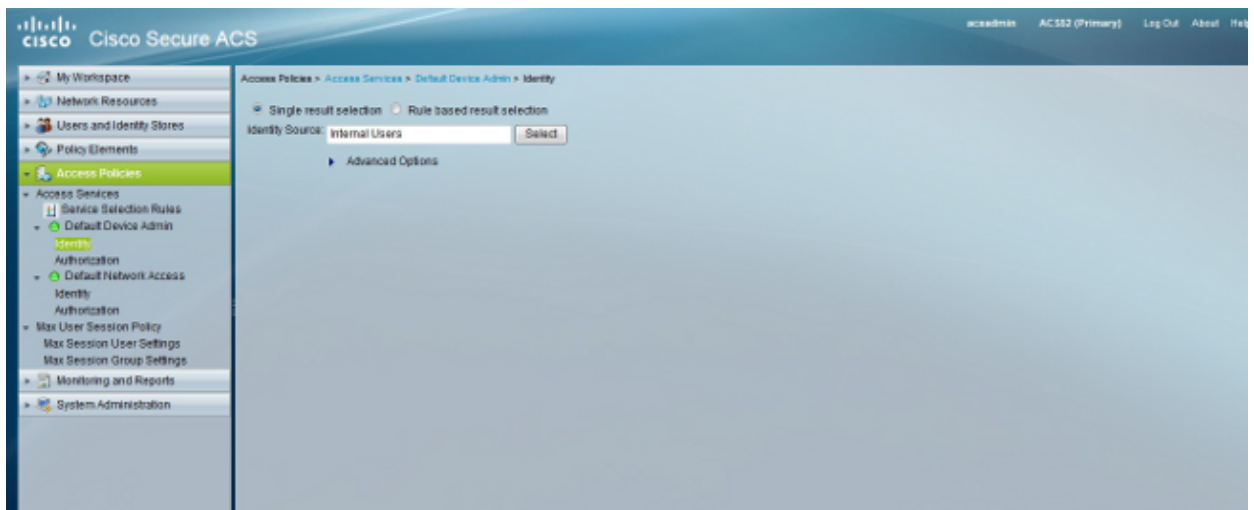 CISCO Cisco Secure ACS
acsadmin ACS52 (Primary) Log Out About Help
My Workspace
Network Resources
Users and Identity Stores
Policy Elements
Access Policies
Access Services
Service Selection Rules
Default Device Admin
Identity
Authorization
Default Network Access
Identity
Authorization
Max User Session Policy
Max Session User Settings
Max Session Group Settings
Monitoring and Reports
System Administration
Access Policies > Access Services > Default Device Admin > Identity
Single result selection Rule based result selection
Identity Source: Internal Users Select
Advanced Options